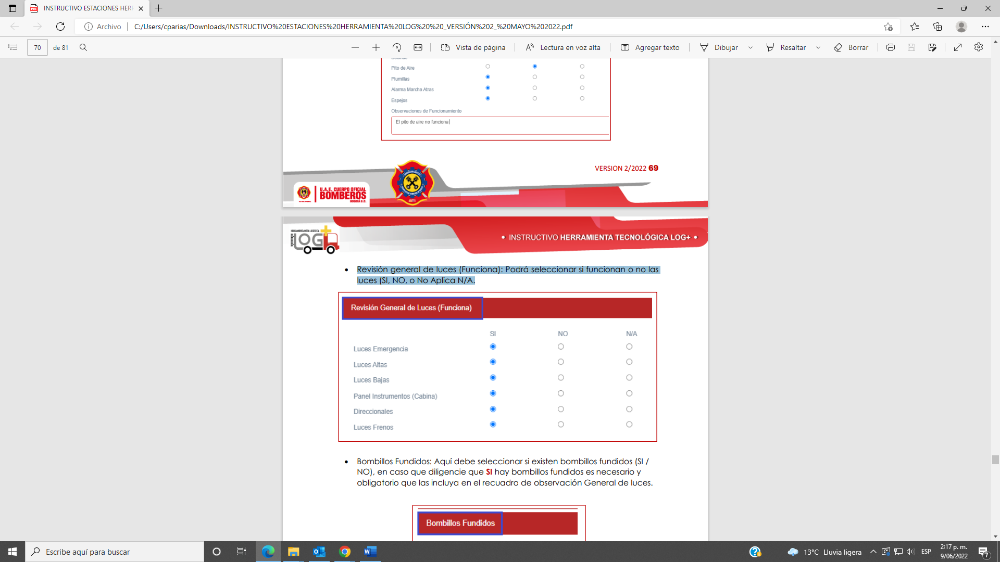 INSTRUCTIVO ESTACIONES HER
Archivo
C:/Users/cparias/Downloads/INSTRUCTIVO%20ESTACIONES%20HERRAMIENTA%20LOG%20%20_VERSIÓN%202_%20MAYO%202022.pdf
70 de 81
Vista de página
Lectura en voz alta
Agregar texto
Dibujar
Resaltar
Borrar
Pito de Aire
Plumillas
Alarma Marcha Atras
Espejos
Observaciones de Funcionamiento
El pito de aire no funciona
VERSION 2/2022 69
U.A.E. CUERPO OFICIAL
BOMBEROS
BOGOTÁ D.C.
HERRAMIENTA MESA LOGÍSTICA
LOG
• INSTRUCTIVO HERRAMIENTA TECNOLÓGICA LOG+ •
• Revisión general de luces (Funciona): Podrá seleccionar si funcionan o no las
luces (SI, NO, o No Aplica N/A.
Revisión General de Luces (Funciona)
SI NO N/A
Luces Emergencia
Luces Altas
Luces Bajas
Panel Instrumentos (Cabina)
Direccionales
Luces Frenos
• Bombillos Fundidos: Aquí debe seleccionar si existen bombillos fundidos (SI /
NO), en caso que diligencie que SI hay bombillos fundidos es necesario y
obligatorio que las incluya en el recuadro de observación General de luces.
Bombillos Fundidos
Escribe aquí para buscar
13°C Lluvia ligera
ESP
2:17 p. m.
9/06/2022
7